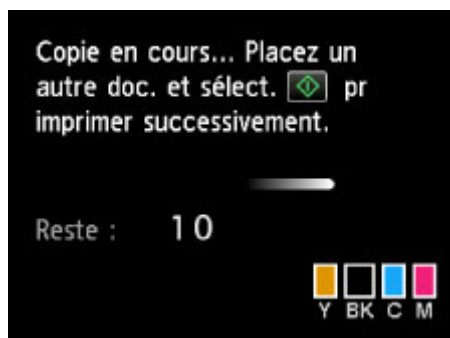 Copie en cours... Placez un
autre doc. et sélect. pr
imprimer successivement.
Reste : 10
Y BK C M